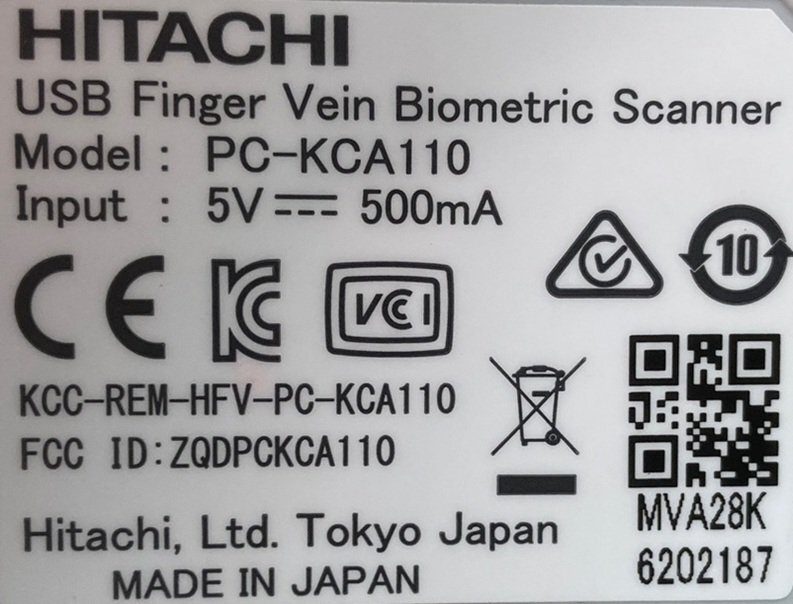 HITACHI
USB Finger Vein Biometric Scanner
Model : PC-KCA110
Input : 5V⎓500mA
CE
KC
VCI
10
KCC-REM-HFV-PC-KCA110
FCC ID:ZQDPCKCA110
MVA28K
6202187
Hitachi, Ltd. Tokyo Japan
MADE IN JAPAN